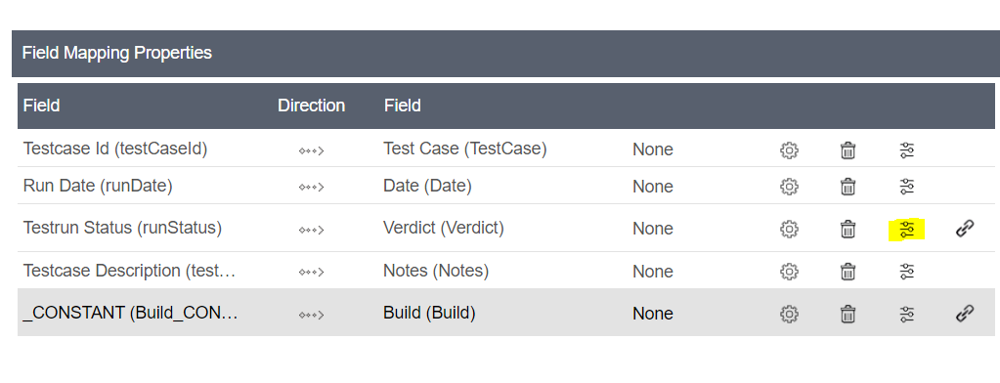 Field Mapping Properties
Field Direction Field
Testcase Id (testCaseId) Test Case (TestCase) None
Run Date (runDate) Date (Date) None
Testrun Status (runStatus) Verdict (Verdict) None
Testcase Description (test… Notes (Notes) None
_CONSTANT (Build_CON… Build (Build) None